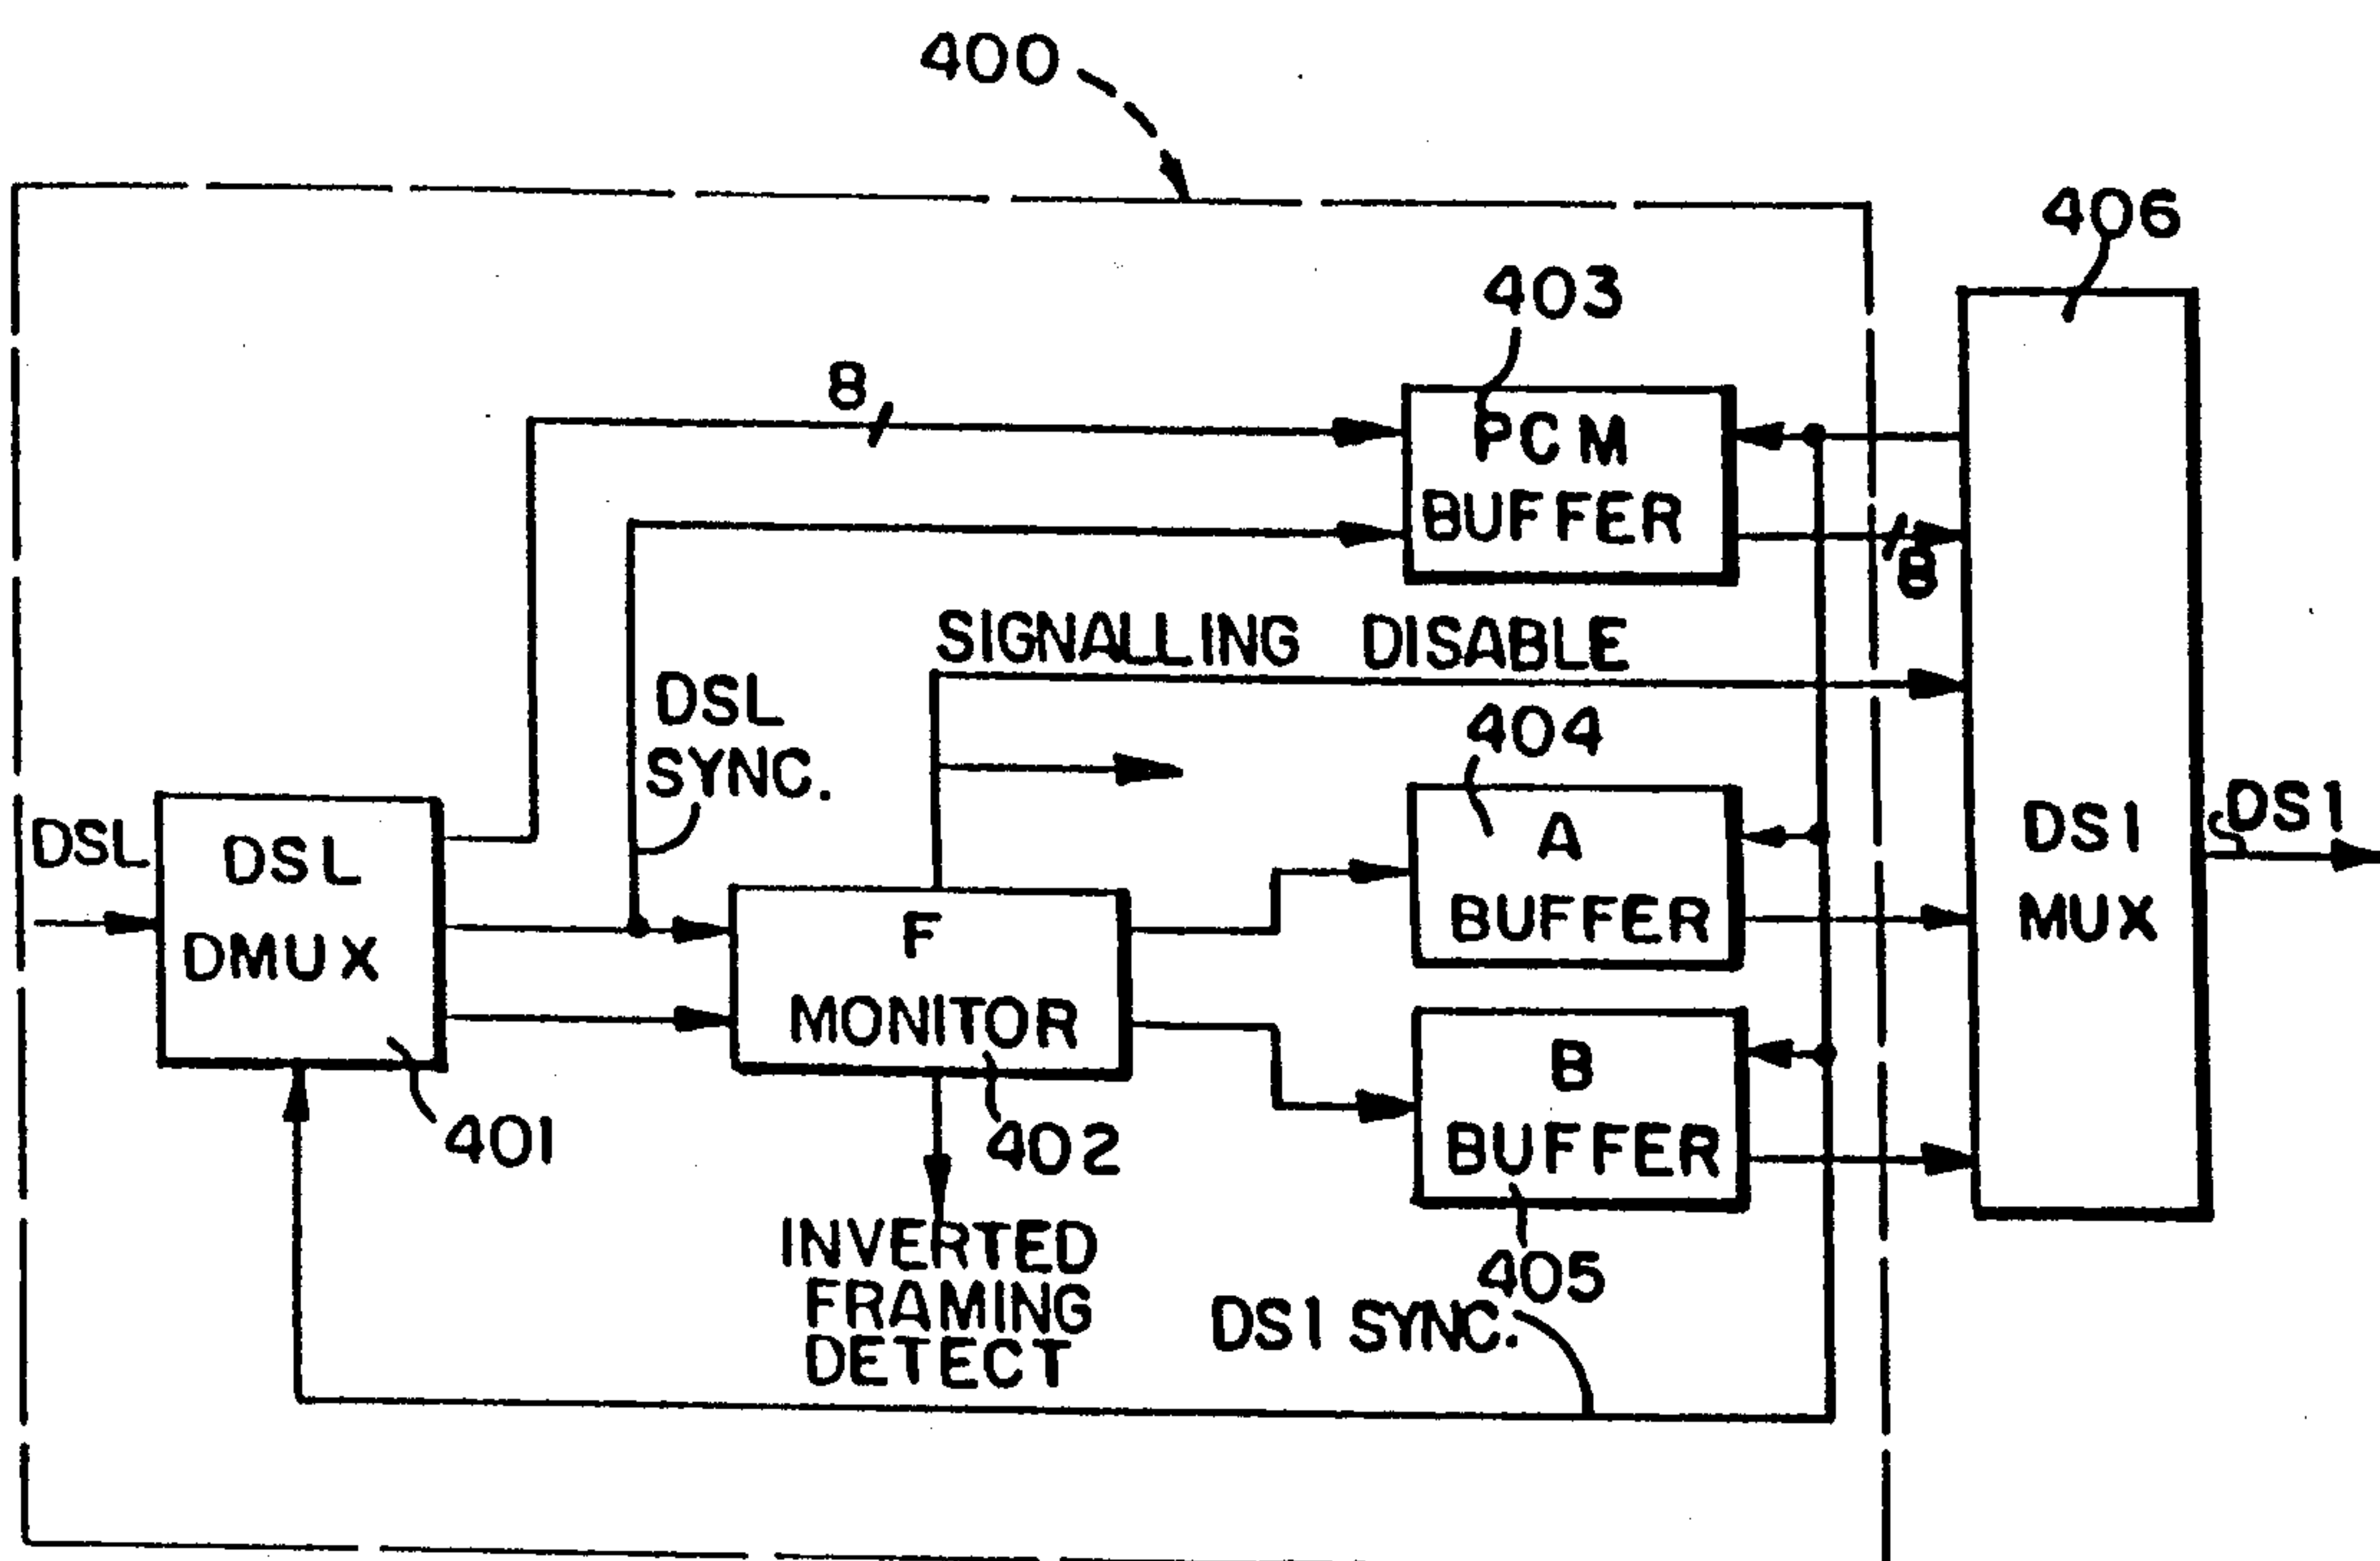 400
406
403
8
PCM
BUFFER
8
SIGNALLING DISABLE
DSL
SYNC.
404
DSL
DSL
DMUX
A
BUFFER
DS1
MUX
DS1
F
MONITOR
401
402
B
BUFFER
405
INVERTED
FRAMING
DETECT
DS1 SYNC.